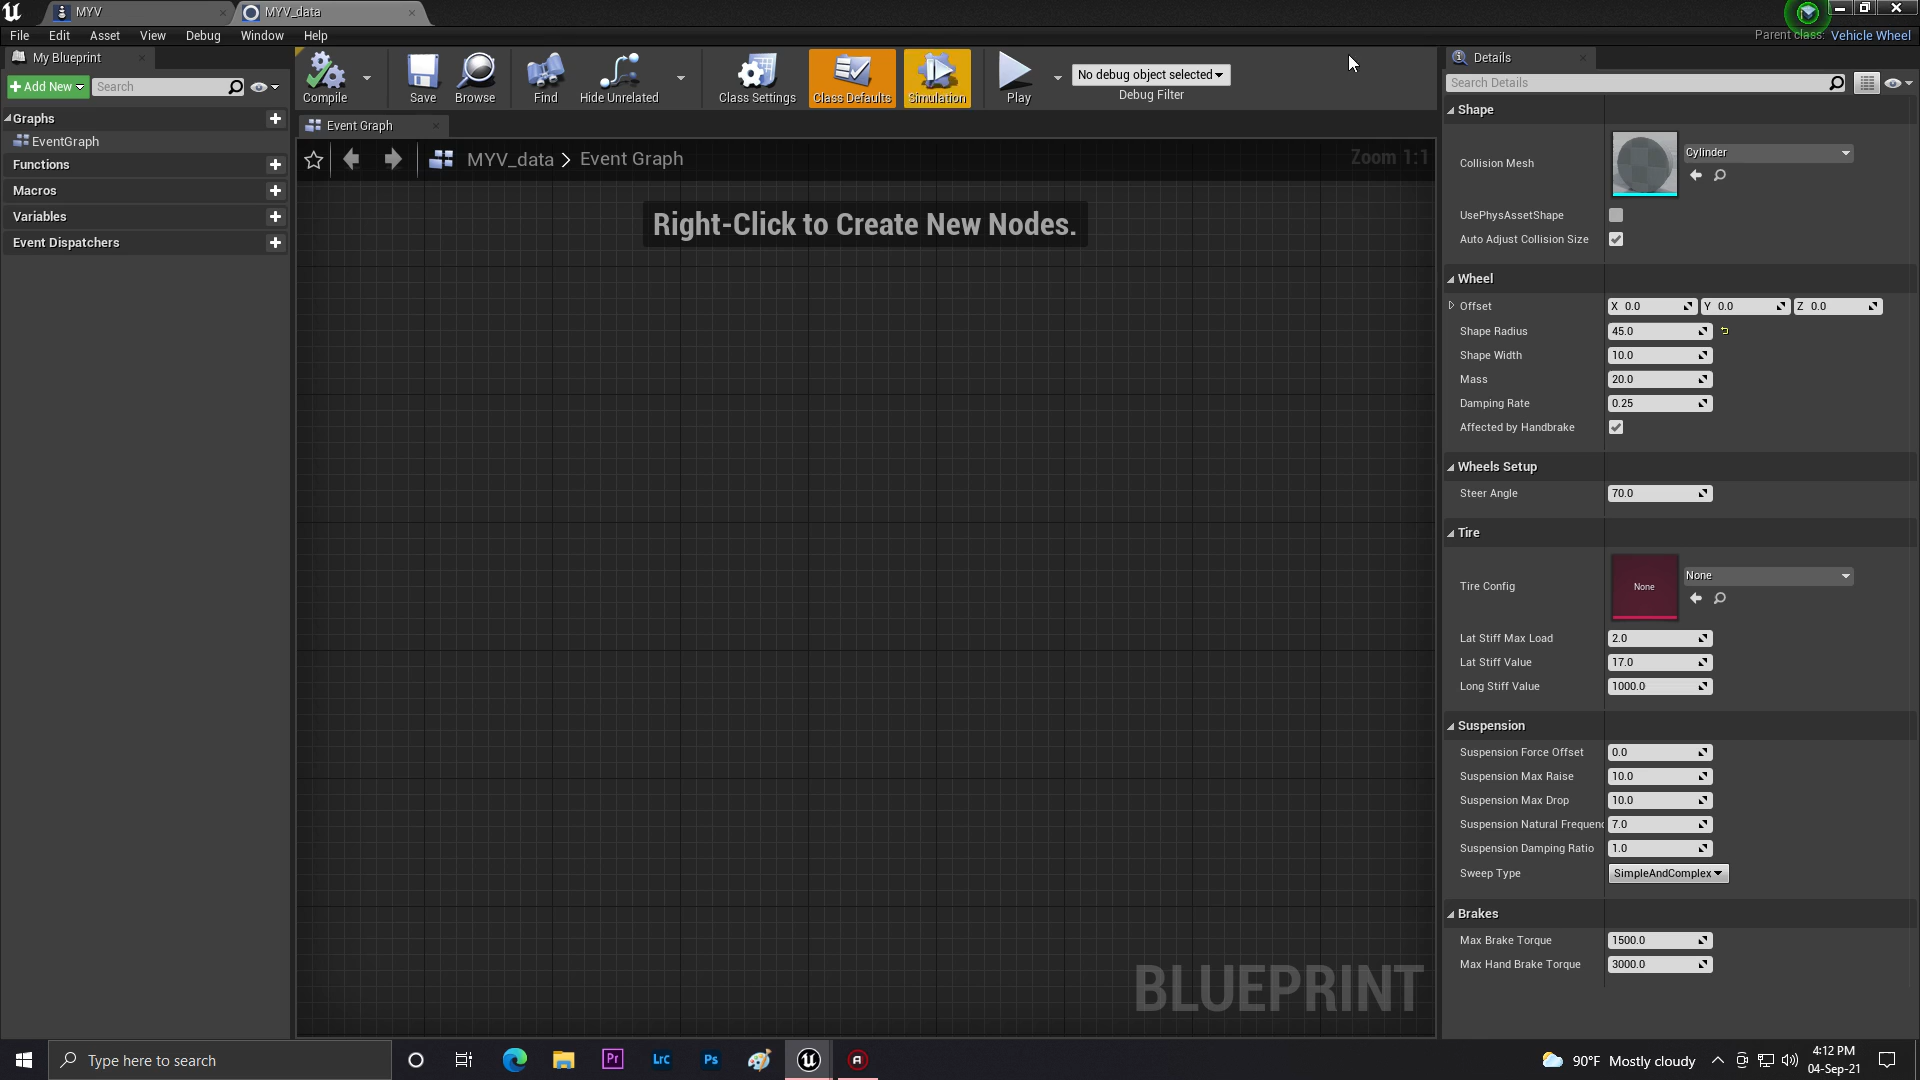 MYV
MYV_data
File Edit Asset View Debug Window Help
Parent class: Vehicle Wheel
My Blueprint
Add New
Search
Graphs
EventGraph
Functions
Macros
Variables
Event Dispatchers
Compile
Save
Browse
Find
Hide Unrelated
Class Settings
Class Defaults
Simulation
Play
No debug object selected
Debug Filter
Event Graph
MYV_data > Event Graph
Zoom 1:1
Right-Click to Create New Nodes.
BLUEPRINT
Details
Search Details
Shape
Collision Mesh
Cylinder
UsePhysAssetShape
Auto Adjust Collision Size
Wheel
Offset X 0.0 Y 0.0 Z 0.0
Shape Radius 45.0
Shape Width 10.0
Mass 20.0
Damping Rate 0.25
Affected by Handbrake
Wheels Setup
Steer Angle 70.0
Tire
Tire Config
None
None
Lat Stiff Max Load 2.0
Lat Stiff Value 17.0
Long Stiff Value 1000.0
Suspension
Suspension Force Offset 0.0
Suspension Max Raise 10.0
Suspension Max Drop 10.0
Suspension Natural Frequenc 7.0
Suspension Damping Ratio 1.0
Sweep Type SimpleAndComplex
Brakes
Max Brake Torque 1500.0
Max Hand Brake Torque 3000.0
Type here to search
Pr
Lrc
Ps
90°F Mostly cloudy
4:12 PM
04-Sep-21